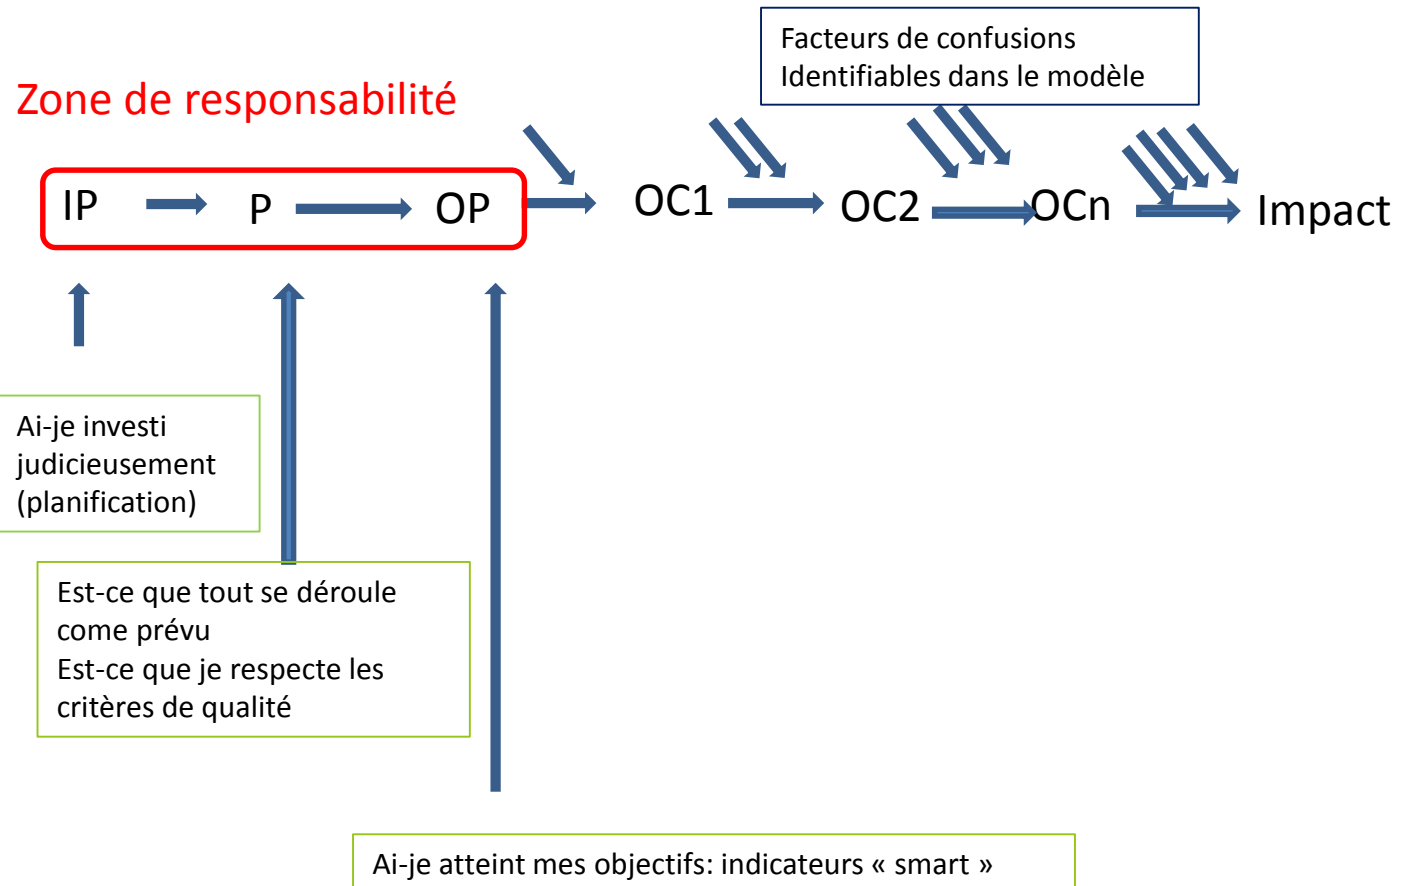 Facteurs de confusions
Identifiables dans le modèle
Zone de responsabilité
IP P OP OC1 OC2 OCn Impact
Ai-je investi
judicieusement
(planification)
Est-ce que tout se déroule
come prévu
Est-ce que je respecte les
critères de qualité
Ai-je atteint mes objectifs: indicateurs « smart »